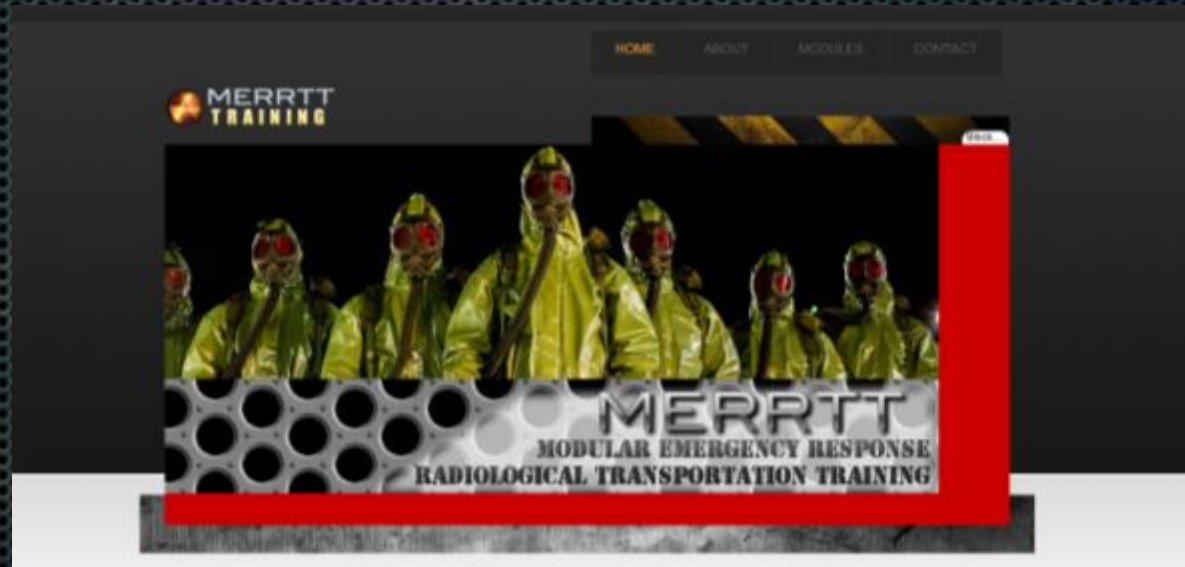 HOME ABOUT MODULES CONTACT
MERRTT
TRAINING
MERRTT
MODULAR EMERGENCY RESPONSE
RADIOLOGICAL TRANSPORTATION TRAINING